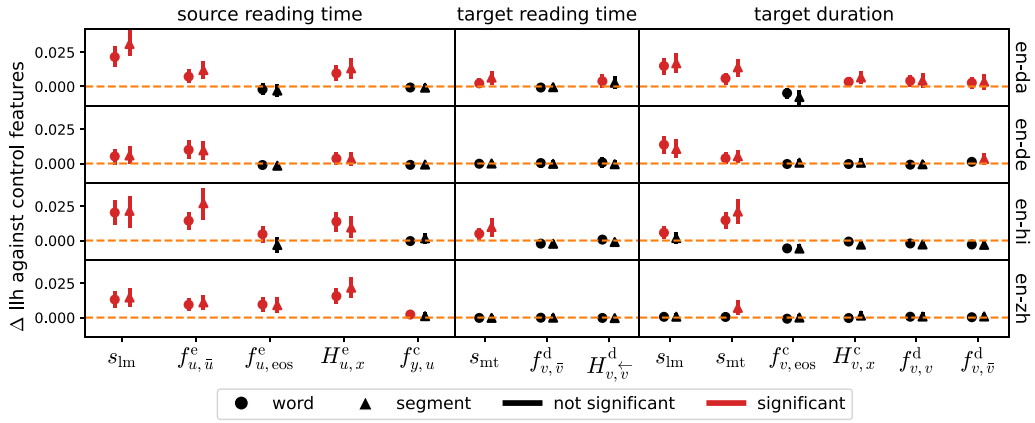 source reading time target reading time target duration
Δ llh against control features
0.025
0.000
en-da
0.025
0.000
en-de
0.025
0.000
en-hi
0.025
0.000
en-zh
s_lm f^e_{u, ū} f^e_{u, eos} H^e_{u, x} f^c_{y, u} s_mt f^d_{v, v̄} H^d_{v, v̄←} s_lm s_mt f^c_{v, eos} H^c_{v, x} f^d_{v, v} f^d_{v, v̄}
word segment not significant significant